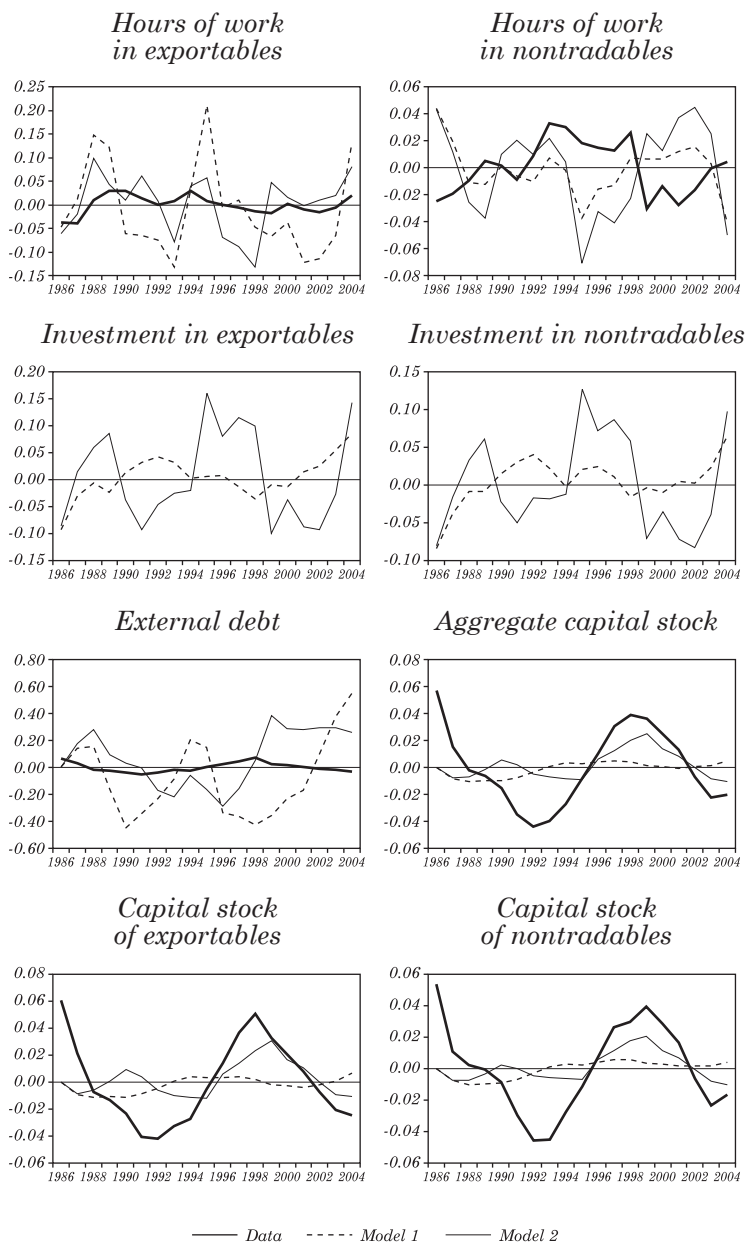 Hours of work
in exportables
Hours of work
in nontradables
0.25
0.20
0.15
0.10
0.05
0.00
-0.05
-0.10
-0.15
1986 1988 1990 1992 1994 1996 1998 2000 2002 2004
0.06
0.04
0.02
0.00
-0.02
-0.04
-0.06
-0.08
1986 1988 1990 1992 1994 1996 1998 2000 2002 2004
Investment in exportables
Investment in nontradables
0.20
0.15
0.10
0.05
0.00
-0.05
-0.10
-0.15
1986 1988 1990 1992 1994 1996 1998 2000 2002 2004
0.15
0.10
0.05
0.00
-0.05
-0.10
1986 1988 1990 1992 1994 1996 1998 2000 2002 2004
External debt
Aggregate capital stock
0.80
0.60
0.40
0.20
0.00
-0.20
-0.40
-0.60
1986 1988 1990 1992 1994 1996 1998 2000 2002 2004
0.08
0.06
0.04
0.02
0.00
-0.02
-0.04
-0.06
1986 1988 1990 1992 1994 1996 1998 2000 2002 2004
Capital stock
of exportables
Capital stock
of nontradables
0.08
0.06
0.04
0.02
0.00
-0.02
-0.04
-0.06
1986 1988 1990 1992 1994 1996 1998 2000 2002 2004
0.06
0.04
0.02
0.00
-0.02
-0.04
-0.06
1986 1988 1990 1992 1994 1996 1998 2000 2002 2004
Data Model 1 Model 2